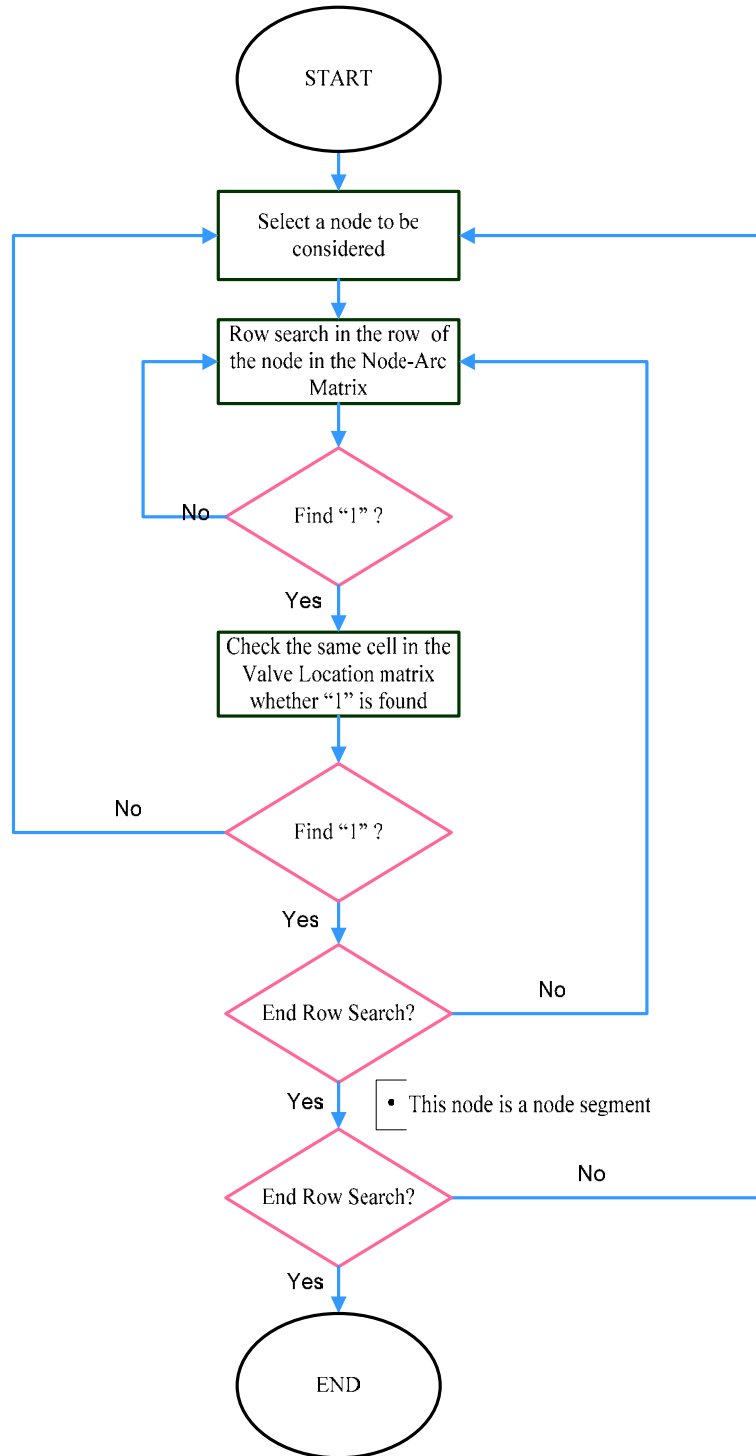 START
Select a node to be
considered
Row search in the row of
the node in the Node-Arc
Matrix
Find “1” ?
No
Yes
Check the same cell in the
Valve Location matrix
whether “1” is found
No
Find “1” ?
Yes
End Row Search?
No
Yes
• This node is a node segment
End Row Search?
No
Yes
END